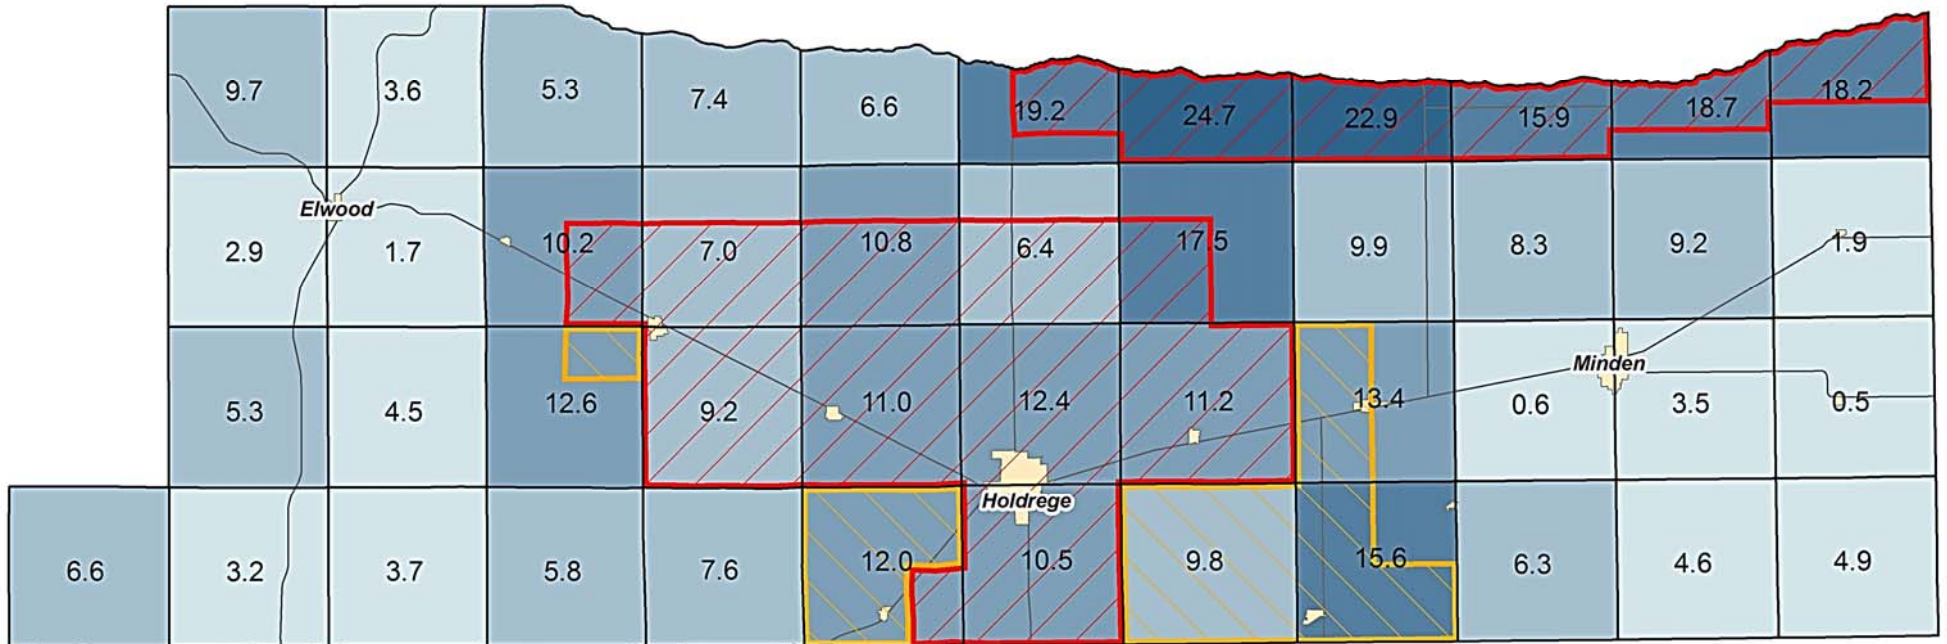 9.7 3.6 5.3 7.4 6.6 19.2 24.7 22.9 15.9 18.7 18.2
Elwood
2.9 1.7 10.2 7.0 10.8 6.4 17.5 9.9 8.3 9.2 1.9
Minden
5.3 4.5 12.6 9.2 11.0 12.4 11.2 13.4 0.6 3.5 0.5
Holdrege
6.6 3.2 3.7 5.8 7.6 12.0 10.5 9.8 15.6 6.3 4.6 4.9